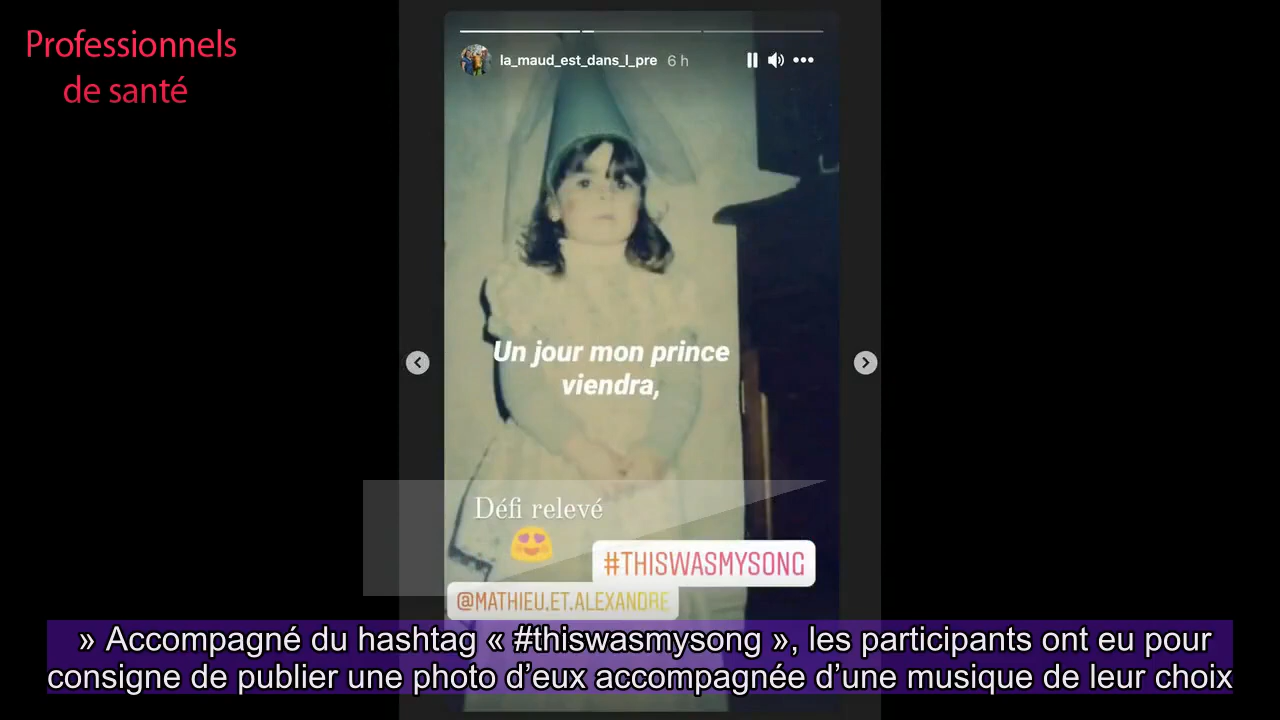 Professionnels
de santé
la_maud_est_dans_l_pre 6 h
Un jour mon prince
viendra,
Défi relevé
#THISWASMYSONG
@MATHIEU.ET.ALEXANDRE
» Accompagné du hashtag « #thiswasmysong », les participants ont eu pour
consigne de publier une photo d’eux accompagnée d’une musique de leur choix